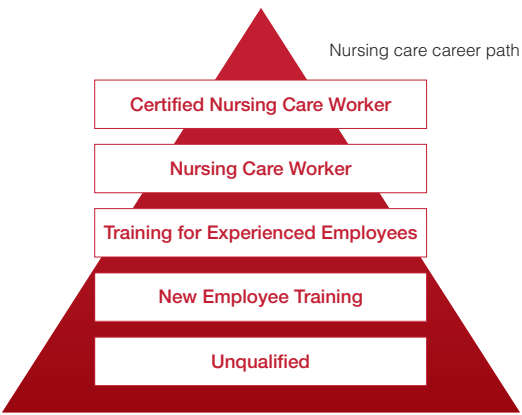 Nursing care career path
Certified Nursing Care Worker
Nursing Care Worker
Training for Experienced Employees
New Employee Training
Unqualified